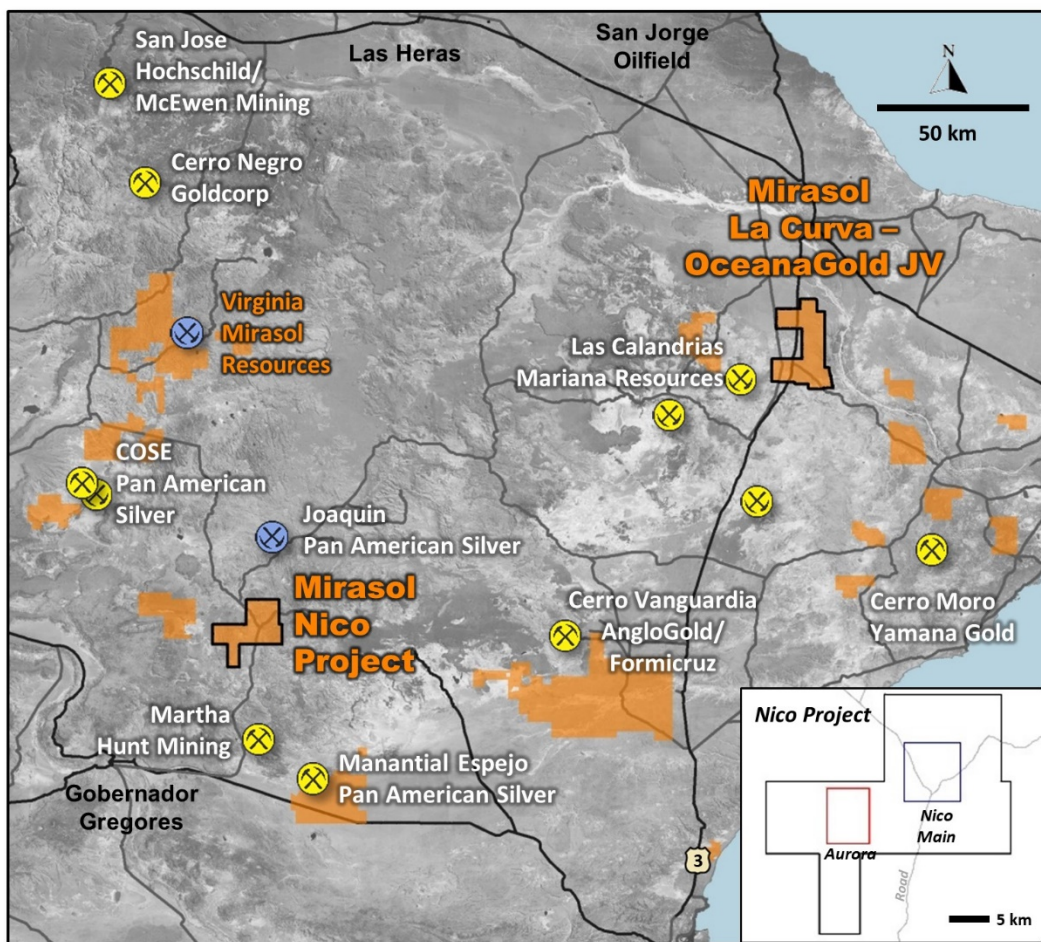 San Jose
Hochschild/
McEwen Mining
Las Heras
San Jorge
Oilfield
N
50 km
Cerro Negro
Goldcorp
Mirasol
La Curva –
OceanaGold JV
Virginia
Mirasol
Resources
Las Calandrias
Mariana Resources
COSE
Pan American
Silver
Joaquin
Pan American Silver
Mirasol
Nico
Project
Cerro Vanguardia
AngloGold/
Formicruz
Cerro Moro
Yamana Gold
Martha
Hunt Mining
Manantial Espejo
Pan American Silver
Gobernador
Gregores
3
Nico Project
Nico
Main
Aurora
Road
5 km